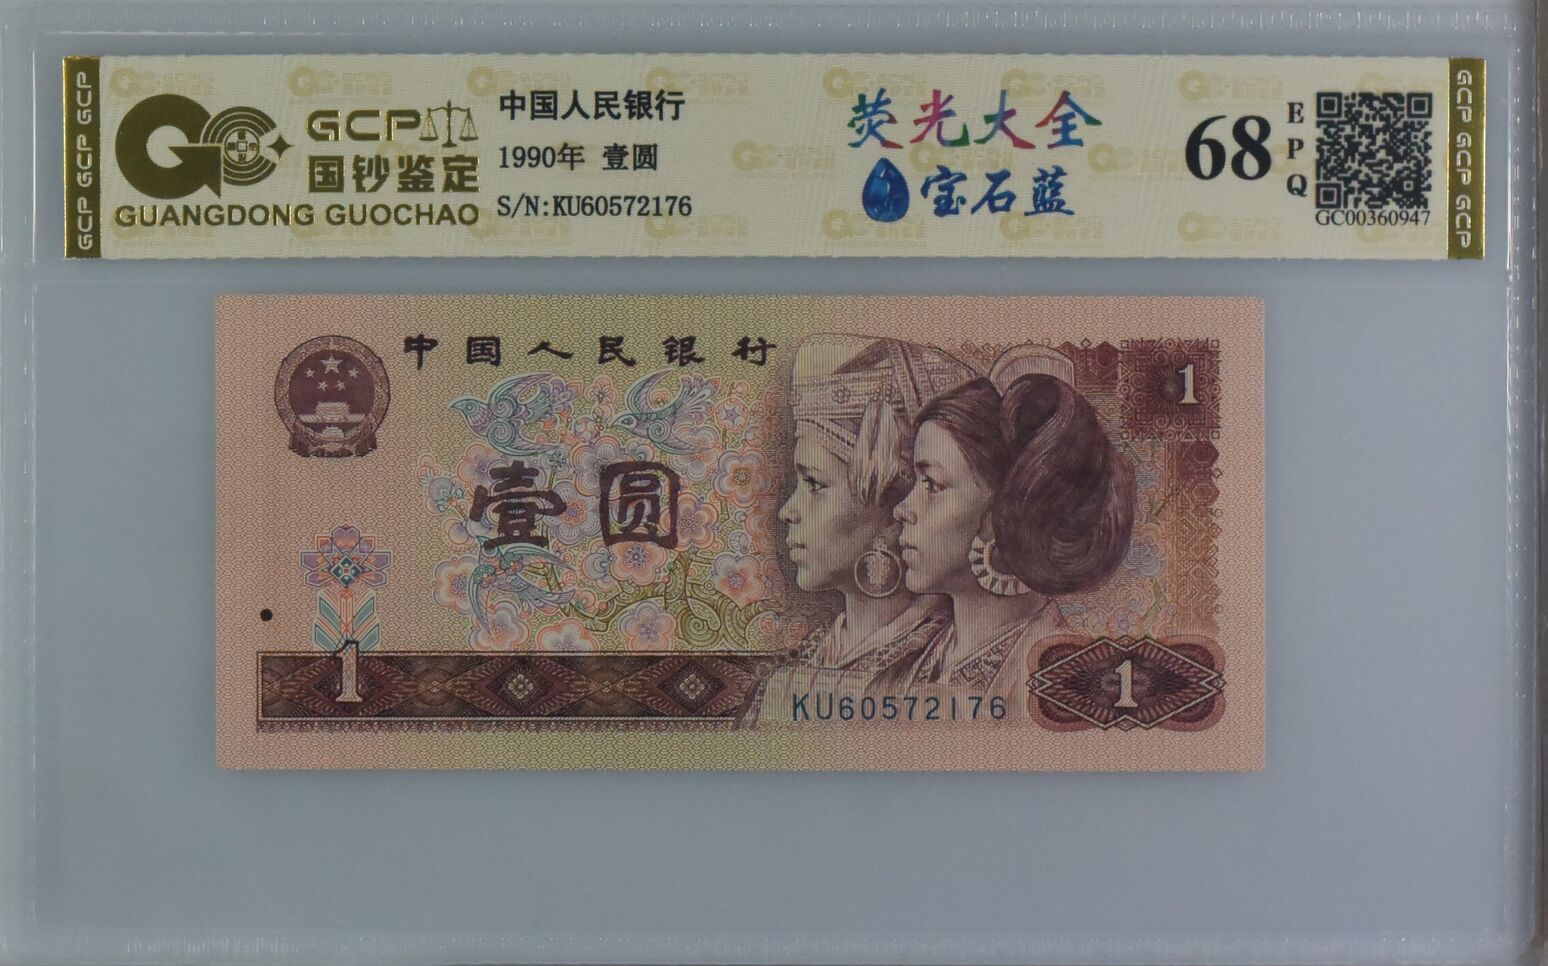 GCP GCP GCP
GCP
国钞鉴定
GUANGDONG GUOCHAO
中国人民银行
1990年 壹圆
S/N:KU60572176
荧光大全
宝石蓝
68
EPQ
GC00360947
GCP GCP GCP
中国人民银行
1
壹圆
1
KU60572176
1